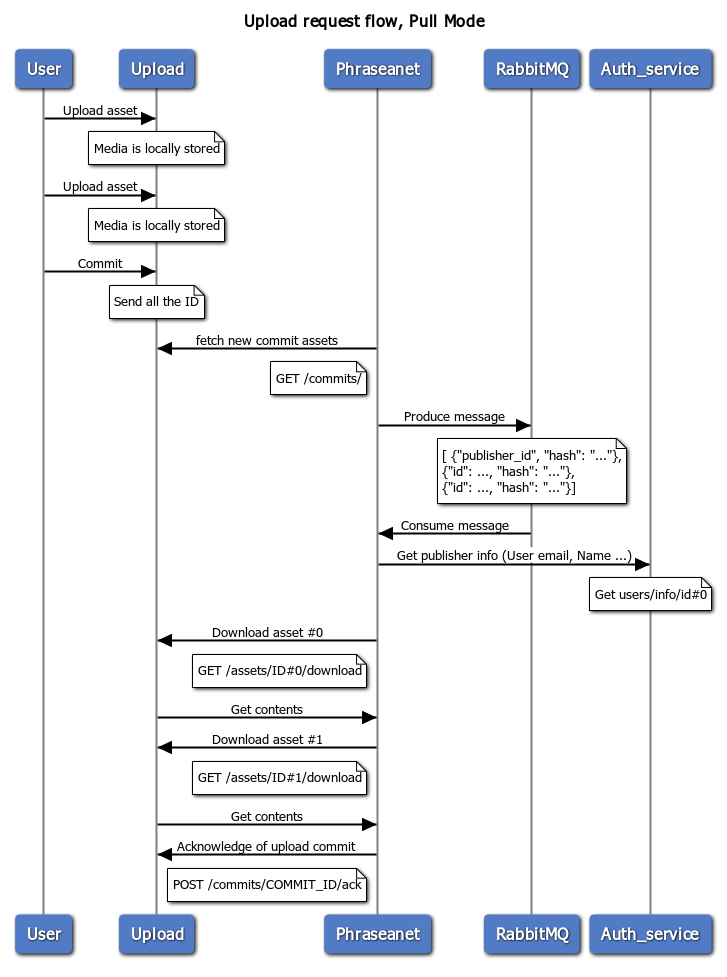 Upload request flow, Pull Mode
User
Upload
Phraseanet
RabbitMQ
Auth_service
Upload asset
Media is locally stored
Upload asset
Media is locally stored
Commit
Send all the ID
fetch new commit assets
GET /commits/
Produce message
[ {"publisher_id", "hash": "..."},
{"id": ..., "hash": "..."},
{"id": ..., "hash": "..."}]
Consume message
Get publisher info (User email, Name ...)
Get users/info/id#0
Download asset #0
GET /assets/ID#0/download
Get contents
Download asset #1
GET /assets/ID#1/download
Get contents
Acknowledge of upload commit
POST /commits/COMMIT_ID/ack
User
Upload
Phraseanet
RabbitMQ
Auth_service